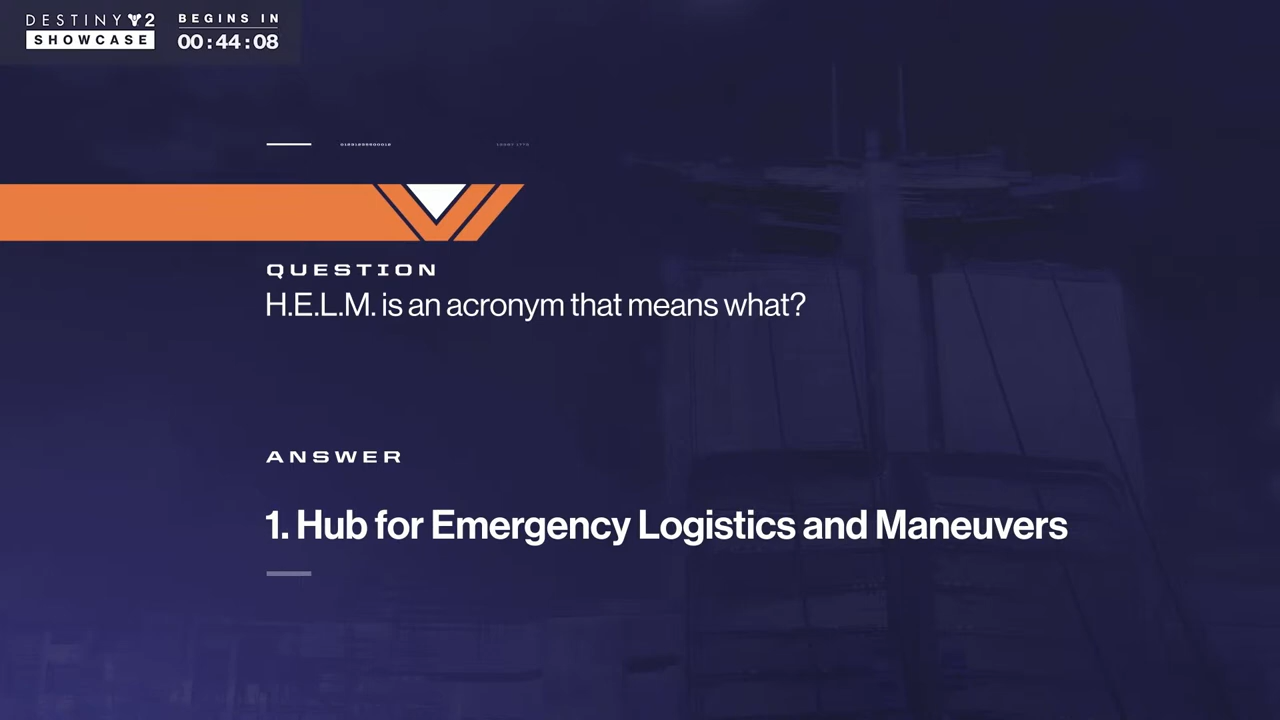 DESTINY 2
SHOWCASE
BEGINS IN
00:44:08
QUESTION
H.E.L.M. is an acronym that means what?
ANSWER
1. Hub for Emergency Logistics and Maneuvers